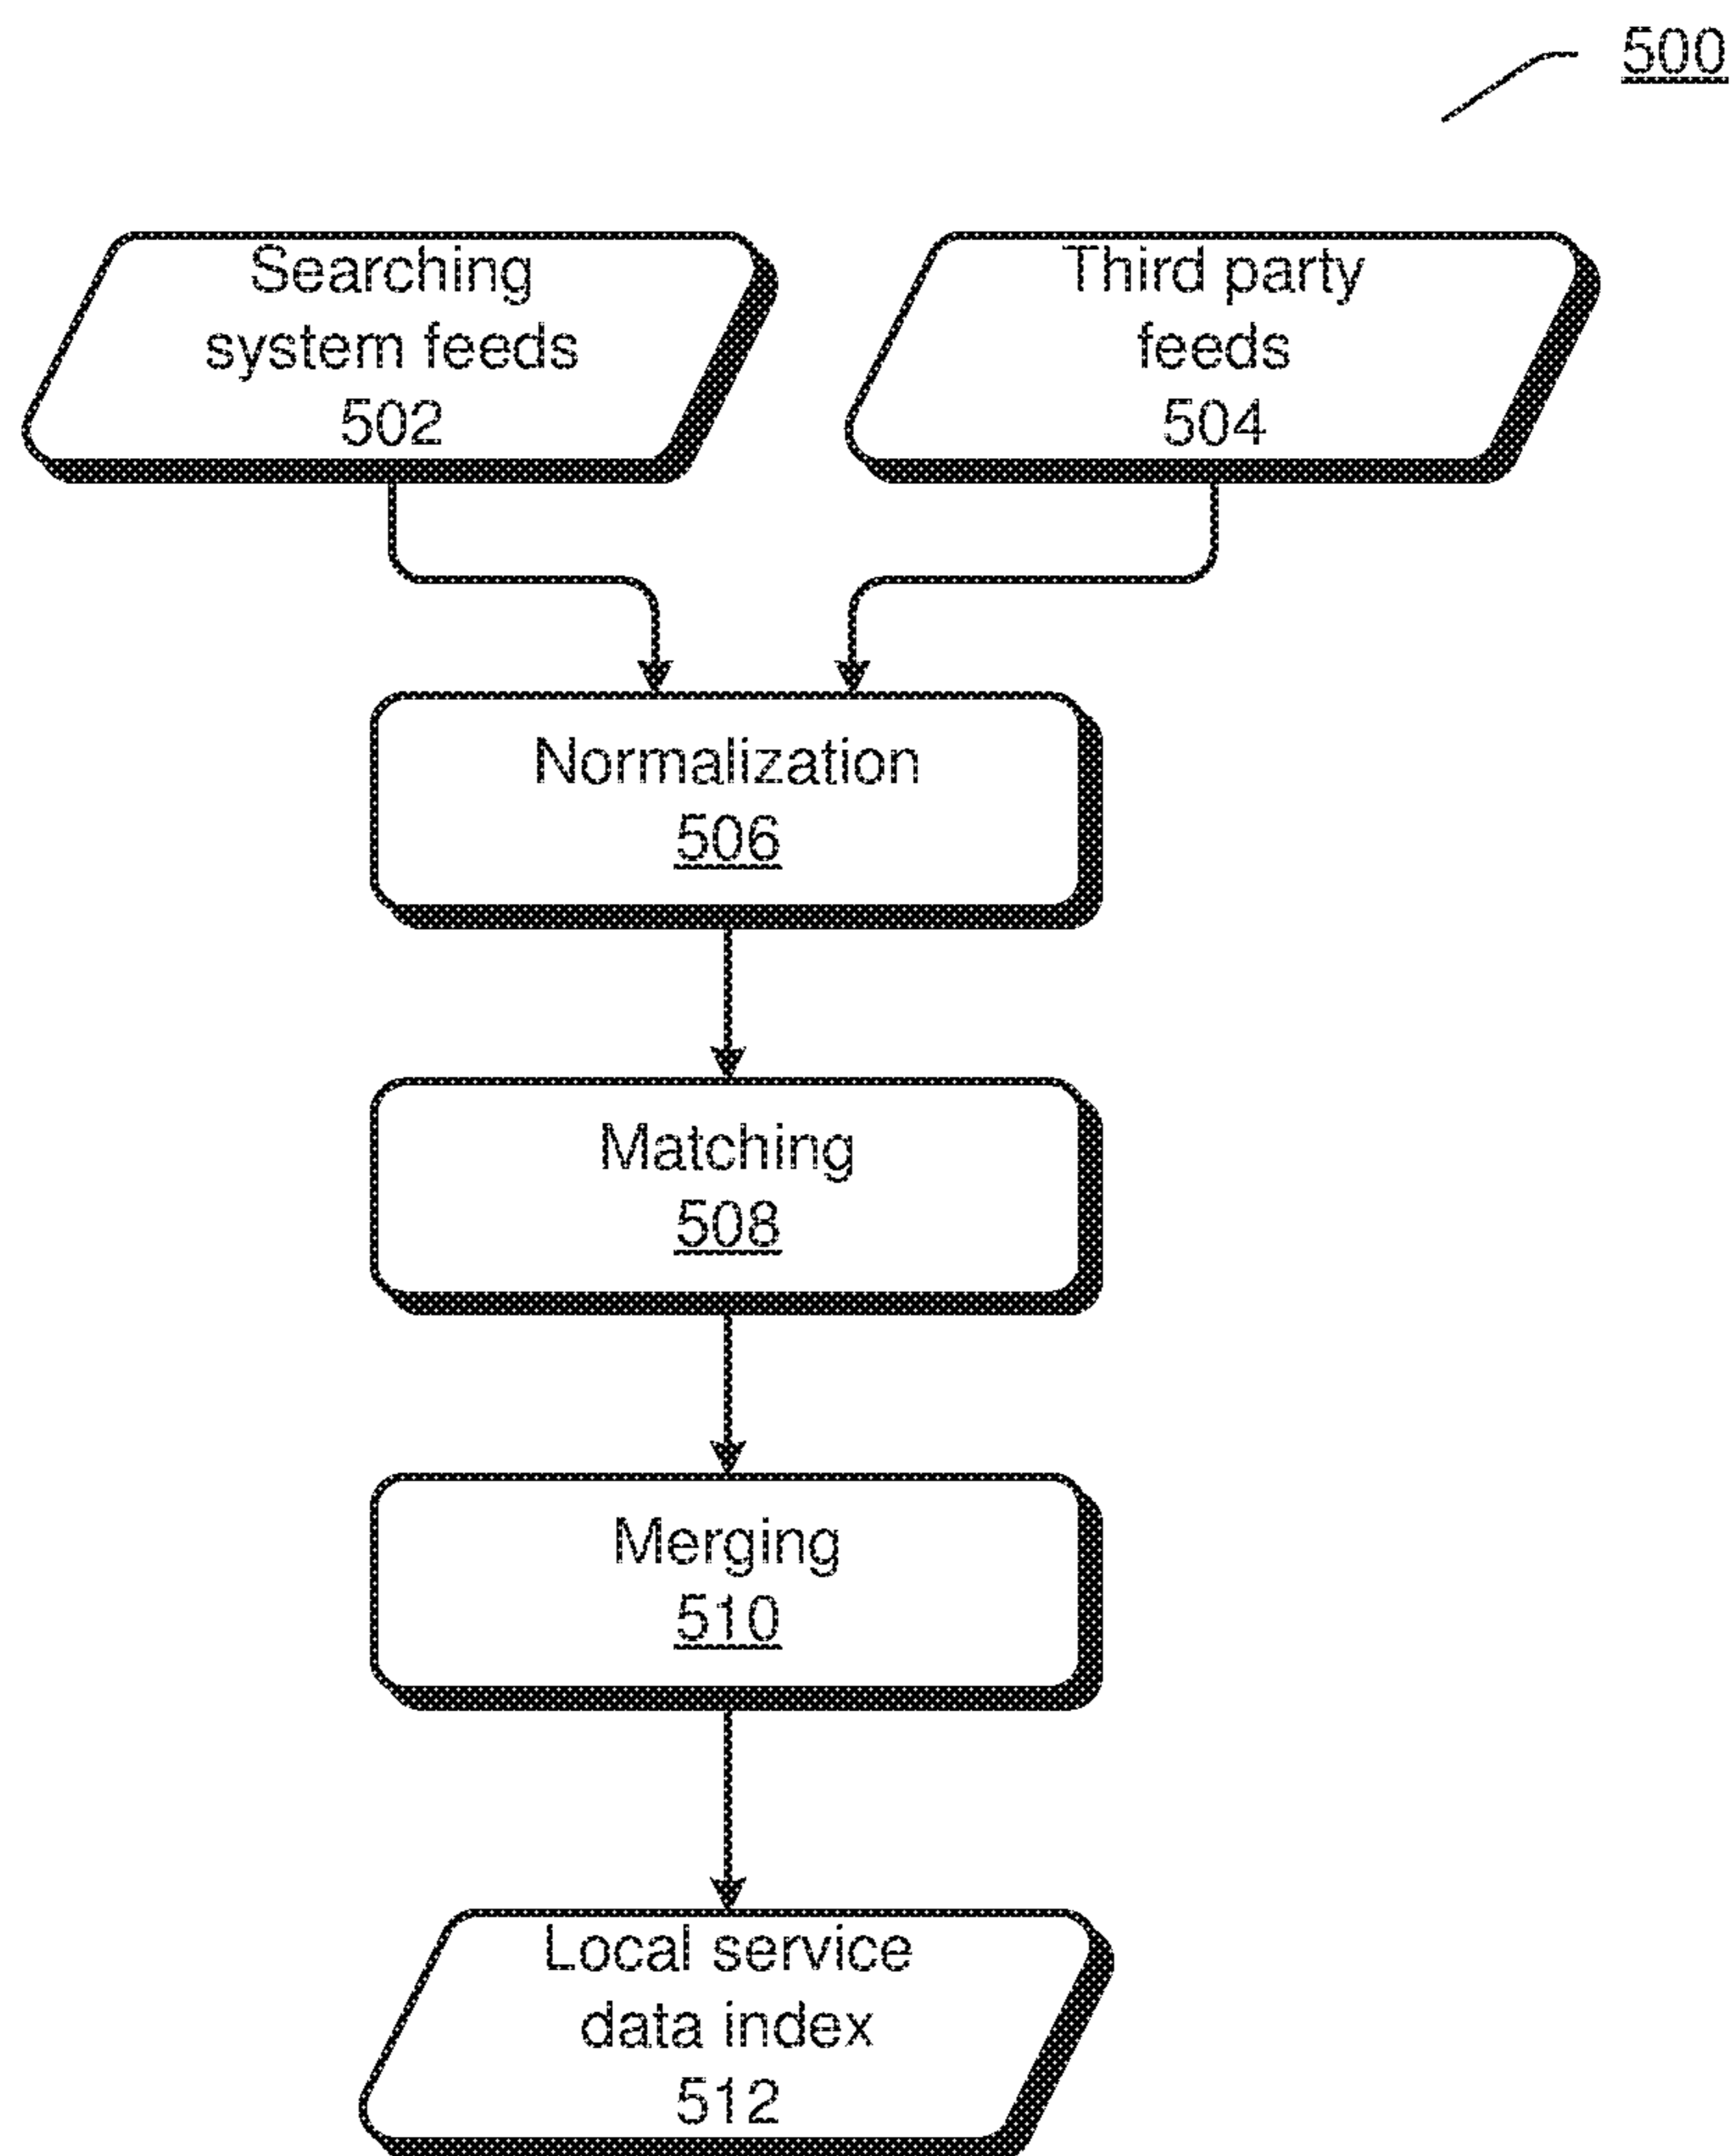 500
Searching
system feeds
502
Third party
feeds
504
Normalization
506
Matching
508
Merging
510
Local service
data index
512